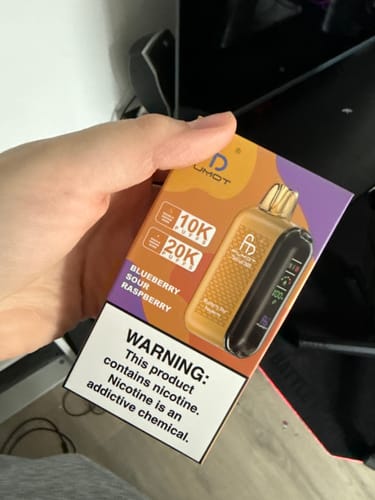 UMOT
10K
PUFFS
20K
PUFFS
BLUEBERRY
SOUR
RASPBERRY
WARNING:
This product
contains nicotine.
Nicotine is an
addictive chemical.